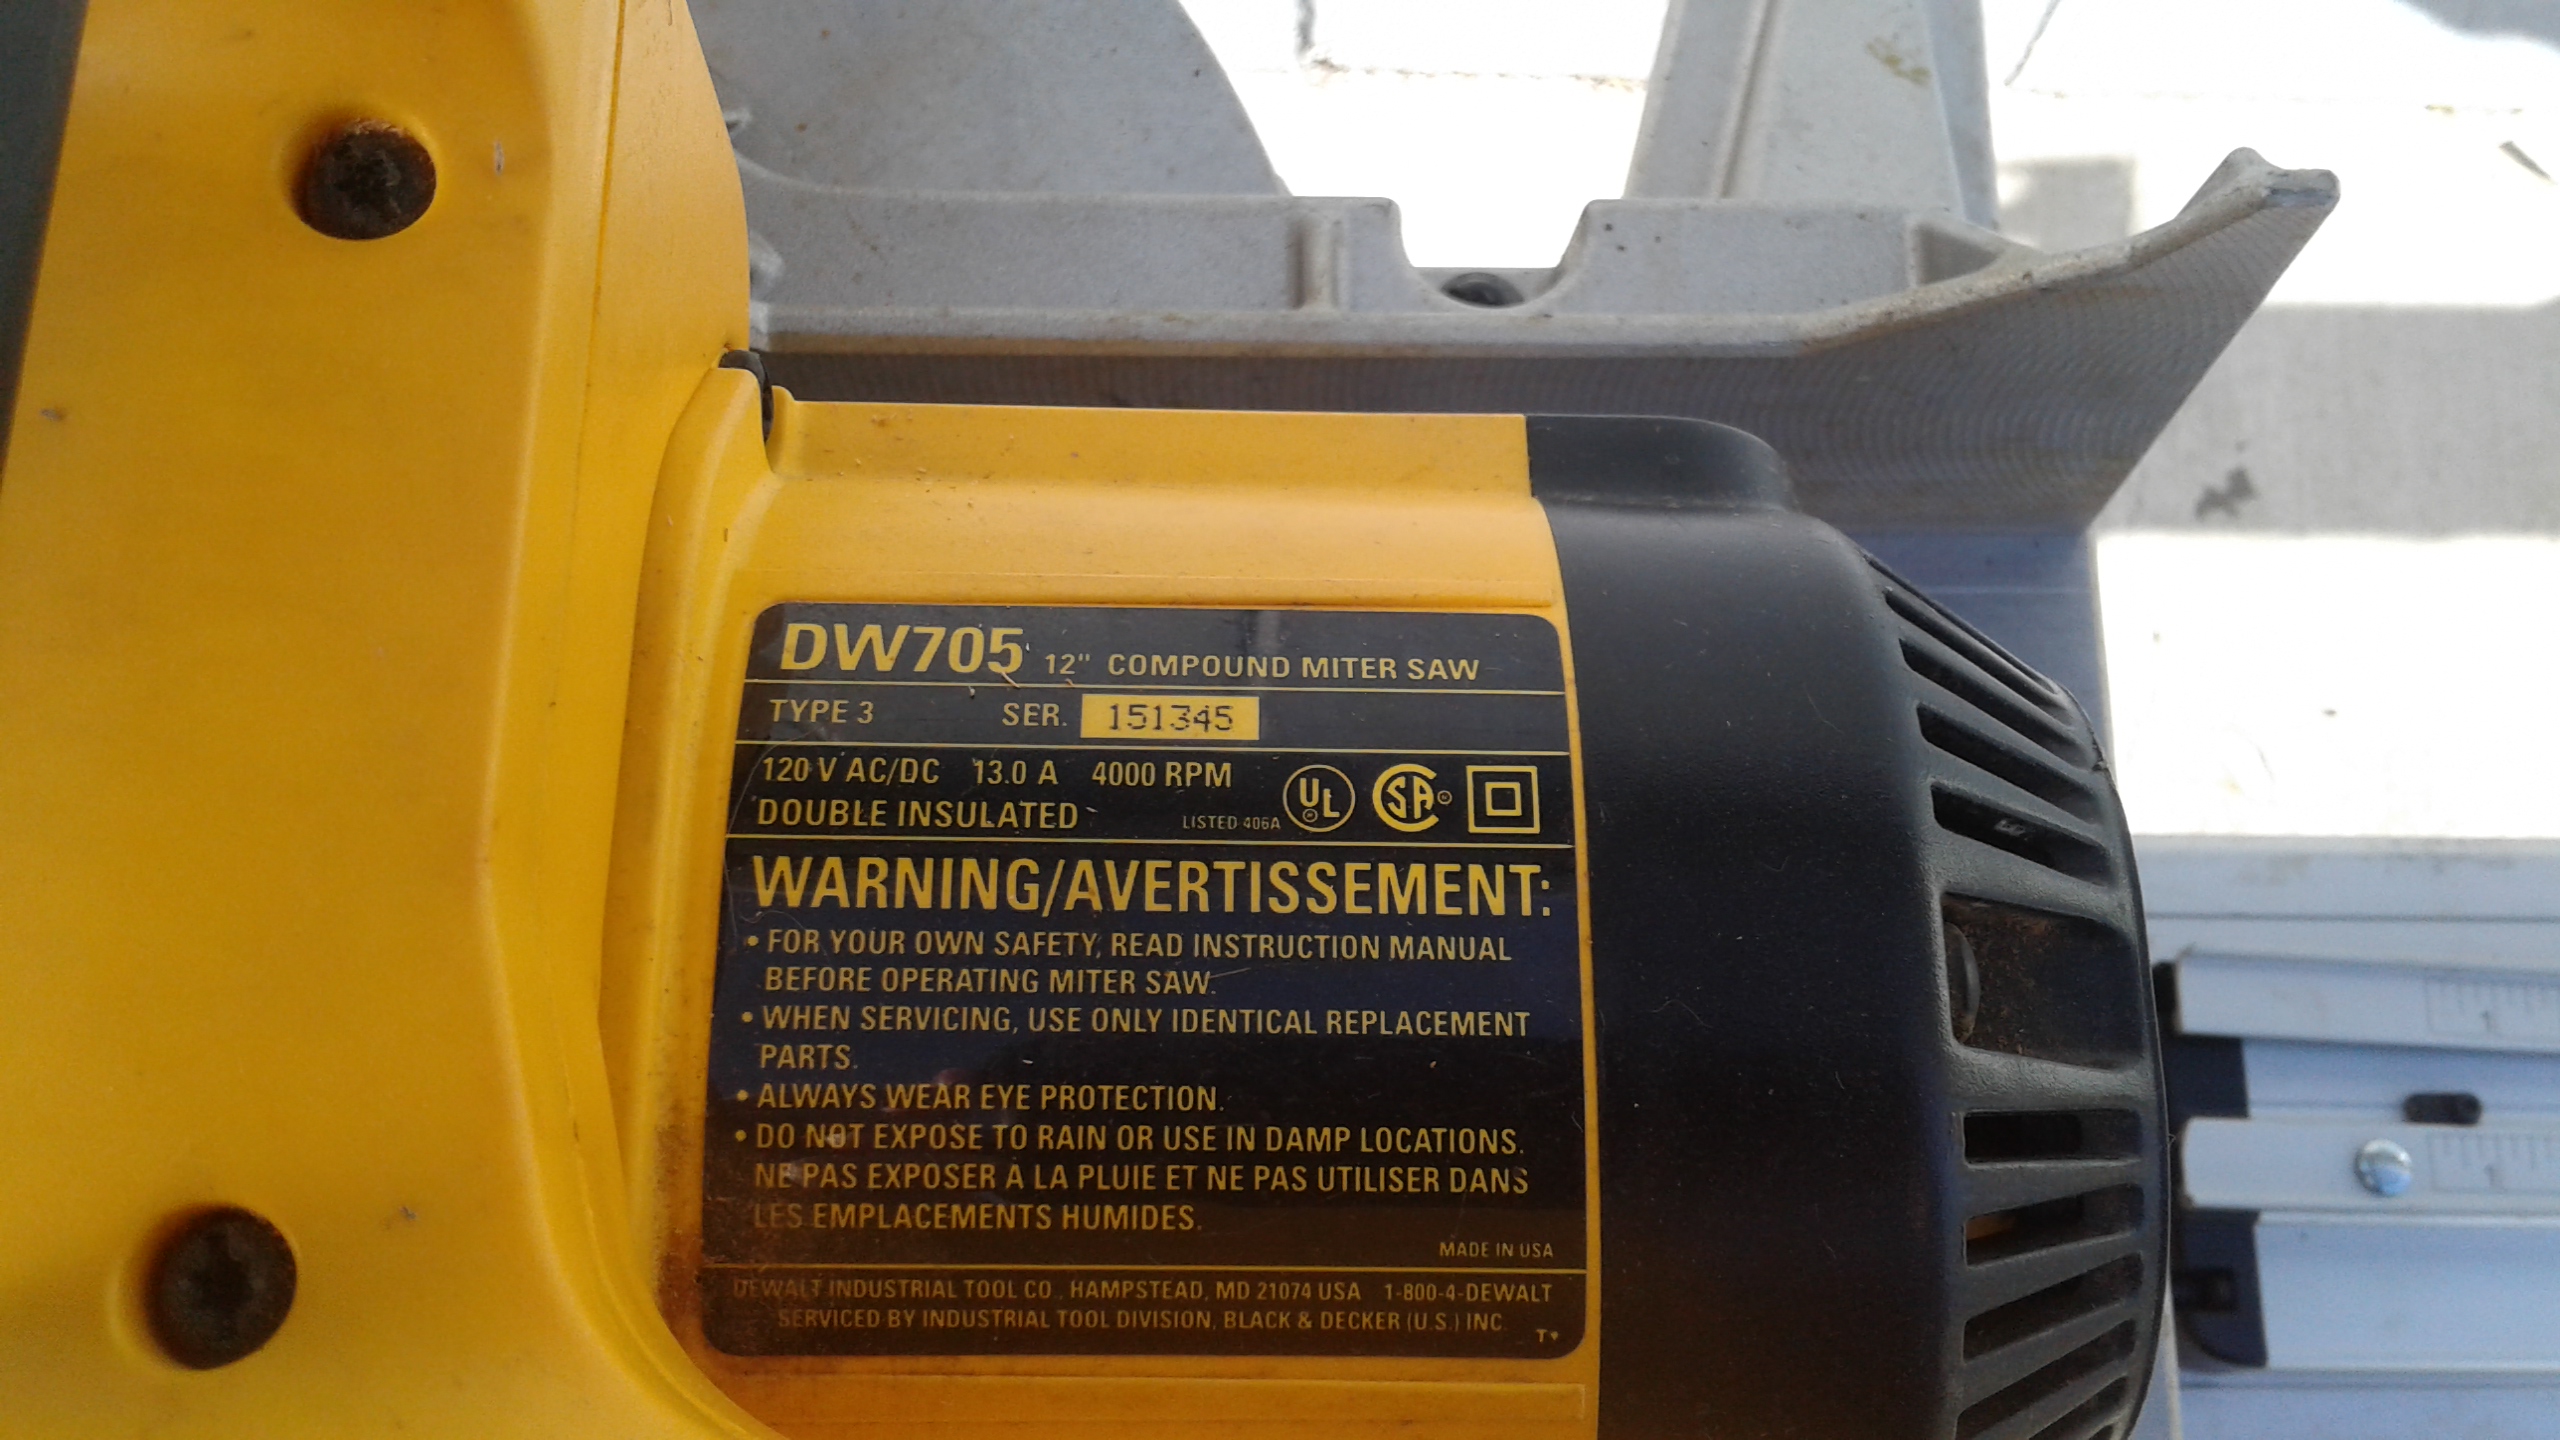 DW705 12" COMPOUND MITER SAW
TYPE 3 SER. 151345
120 V AC/DC 13.0 A 4000 RPM
DOUBLE INSULATED LISTED 406A UL SA
WARNING/AVERTISSEMENT:
• FOR YOUR OWN SAFETY, READ INSTRUCTION MANUAL
BEFORE OPERATING MITER SAW.
• WHEN SERVICING, USE ONLY IDENTICAL REPLACEMENT
PARTS.
• ALWAYS WEAR EYE PROTECTION.
• DO NOT EXPOSE TO RAIN OR USE IN DAMP LOCATIONS.
NE PAS EXPOSER À LA PLUIE ET NE PAS UTILISER DANS
LES EMPLACEMENTS HUMIDES.
MADE IN USA
DEWALT INDUSTRIAL TOOL CO., HAMPSTEAD, MD 21074 USA 1-800-4-DEWALT
SERVICED BY INDUSTRIAL TOOL DIVISION, BLACK & DECKER (U.S.) INC.
T•
1
1